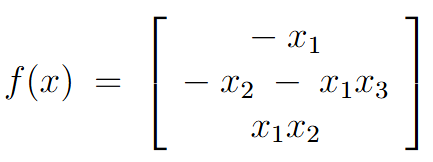 f(x) = [ − x₁
− x₂ − x₁x₃
x₁x₂ ]